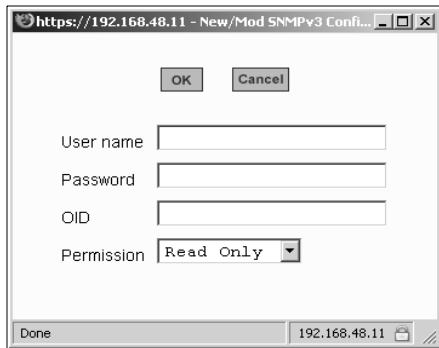 https://192.168.48.11 - New/Mod SNMPv3 Confi...
OK Cancel
User name
Password
OID
Permission Read Only
Done 192.168.48.11